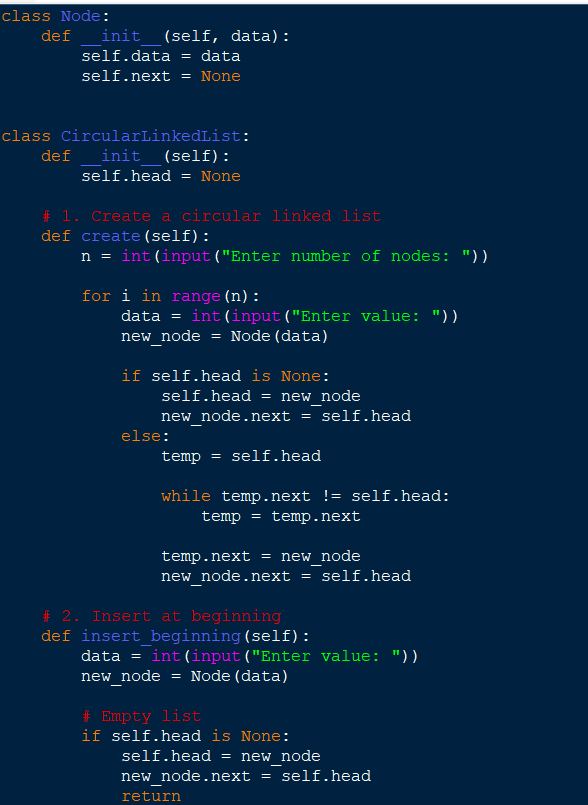 class Node:
    def __init__(self, data):
        self.data = data
        self.next = None


class CircularLinkedList:
    def __init__(self):
        self.head = None

    # 1. Create a circular linked list
    def create(self):
        n = int(input("Enter number of nodes: "))

        for i in range(n):
            data = int(input("Enter value: "))
            new_node = Node(data)

            if self.head is None:
                self.head = new_node
                new_node.next = self.head
            else:
                temp = self.head

                while temp.next != self.head:
                    temp = temp.next

                temp.next = new_node
                new_node.next = self.head

    # 2. Insert at beginning
    def insert_beginning(self):
        data = int(input("Enter value: "))
        new_node = Node(data)

        # Empty list
        if self.head is None:
            self.head = new_node
            new_node.next = self.head
            return